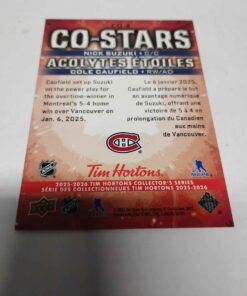 CO-STARS
NICK SUZUKI • C/C
ACOLYTES ÉTOILES
COLE CAUFIELD • RW/AD
Caufield set up Suzuki
on the power play for
the overtime-winner in
Montreal's 5-4 home
win over Vancouver on
Jan. 6, 2025.
Le 6 janvier 2025,
Caufield a préparé le but
en avantage numérique
de Suzuki, offrant une
victoire de 5 à 4 en
prolongation du Canadien
aux mains
de Vancouver.
Tim Hortons
NHL
NHLPA
2025-2026 TIM HORTONS COLLECTOR'S SERIES
SÉRIE DES COLLECTIONNEURS TIM HORTONS 2025-2026
UPPER DECK